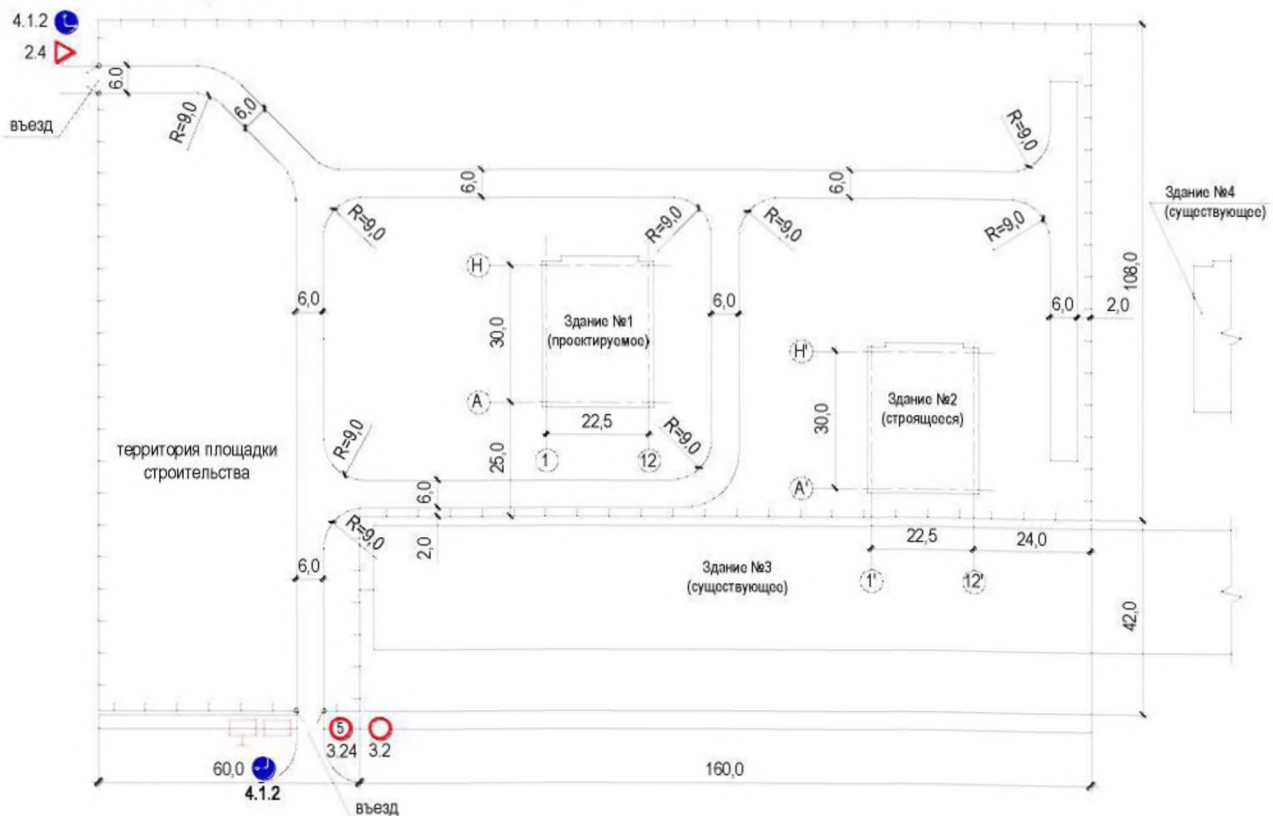 4.1.2
2.4
въезд
6.0
R=9,0
6,0
6,0
6,0
R=9,0
Здание №4
(существующее)
R=9,0
R=9,0
R=9,0
R=9,0
108,0
Н
6,0
30,0
Здание №1
(проектируемое)
6,0
6,0
2,0
Н'
А
22,5
30,0
Здание №2
(строящееся)
R=9,0
R=9,0
25,0
1
12
территория площадки
строительства
6,0
А'
R=9,0
2,0
22,5
24,0
6,0
Здание №3
(существующее)
1'
12'
42,0
5
3.24
3.2
60,0
4.1.2
160,0
въезд